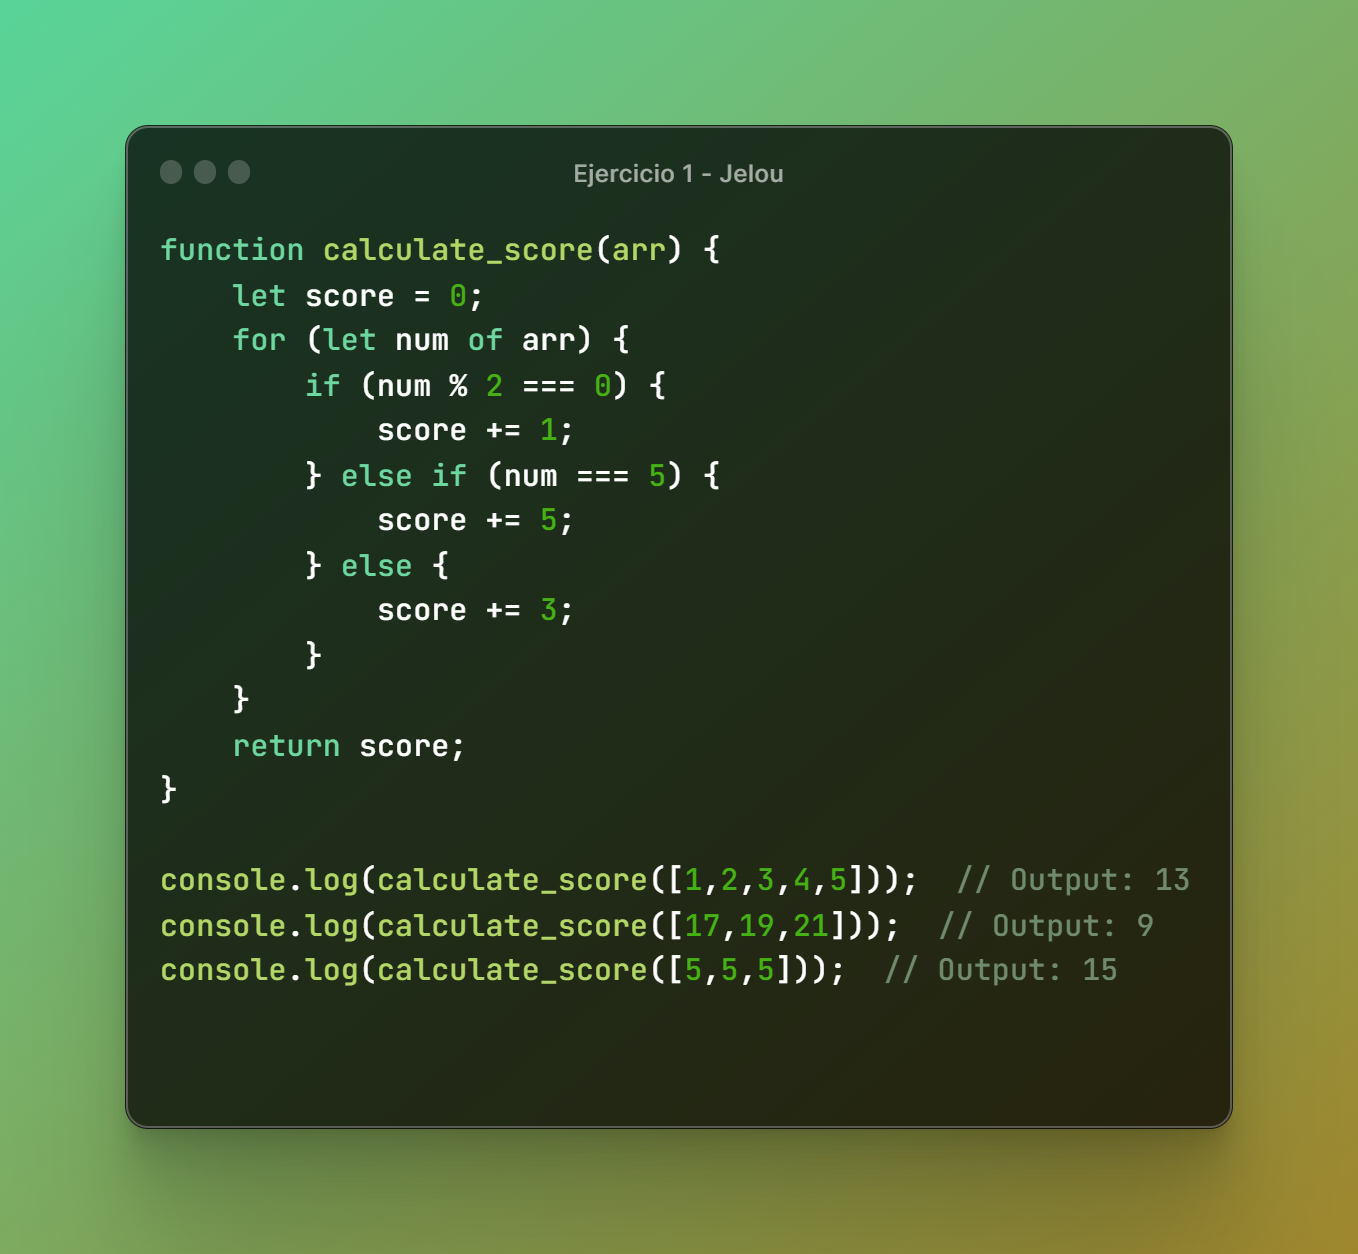 Ejercicio 1 - Jelou
function calculate_score(arr) {
    let score = 0;
    for (let num of arr) {
        if (num % 2 === 0) {
            score += 1;
        } else if (num === 5) {
            score += 5;
        } else {
            score += 3;
        }
    }
    return score;
}

console.log(calculate_score([1,2,3,4,5]));  // Output: 13
console.log(calculate_score([17,19,21]));  // Output: 9
console.log(calculate_score([5,5,5]));  // Output: 15